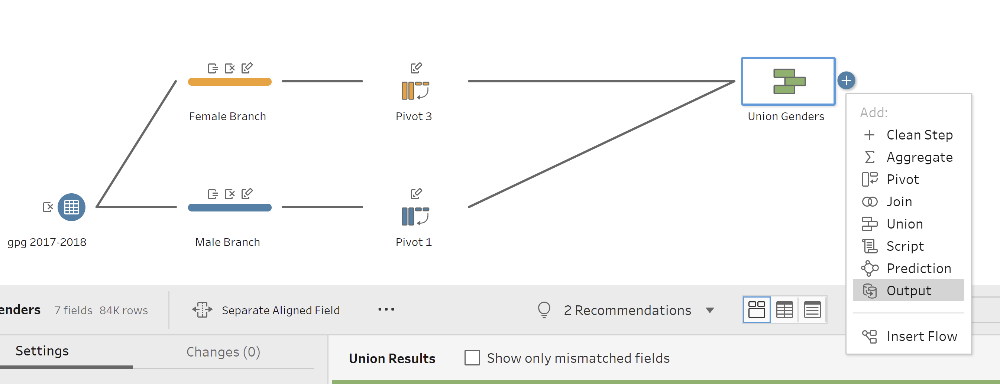 Female Branch
Pivot 3
Union Genders
gpg 2017-2018
Male Branch
Pivot 1
Add:
Clean Step
Aggregate
Pivot
Join
Union
Script
Prediction
Output
Insert Flow
enders 7 fields 84K rows
Separate Aligned Field
2 Recommendations
Settings
Changes (0)
Union Results
Show only mismatched fields